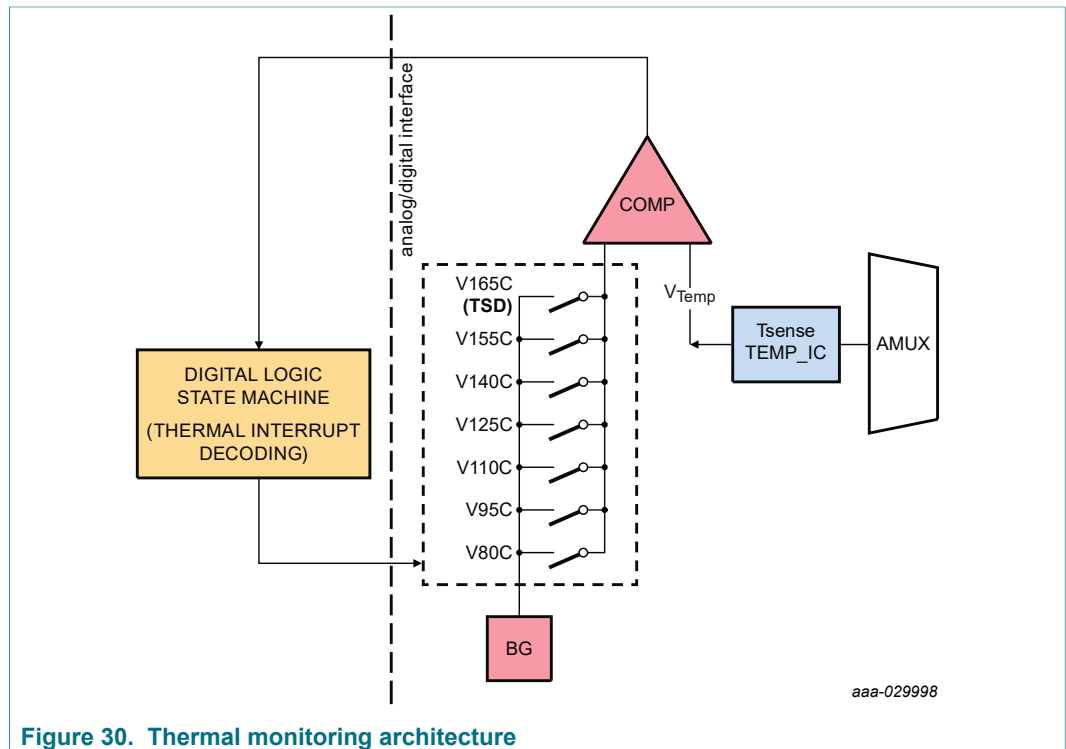 analog/digital interface
COMP
V165C
(TSD)
V155C
V140C
V125C
V110C
V95C
V80C
VTemp
Tsense
TEMP_IC
AMUX
DIGITAL LOGIC
STATE MACHINE
(THERMAL INTERRUPT
DECODING)
BG
aaa-029998
Figure 30. Thermal monitoring architecture